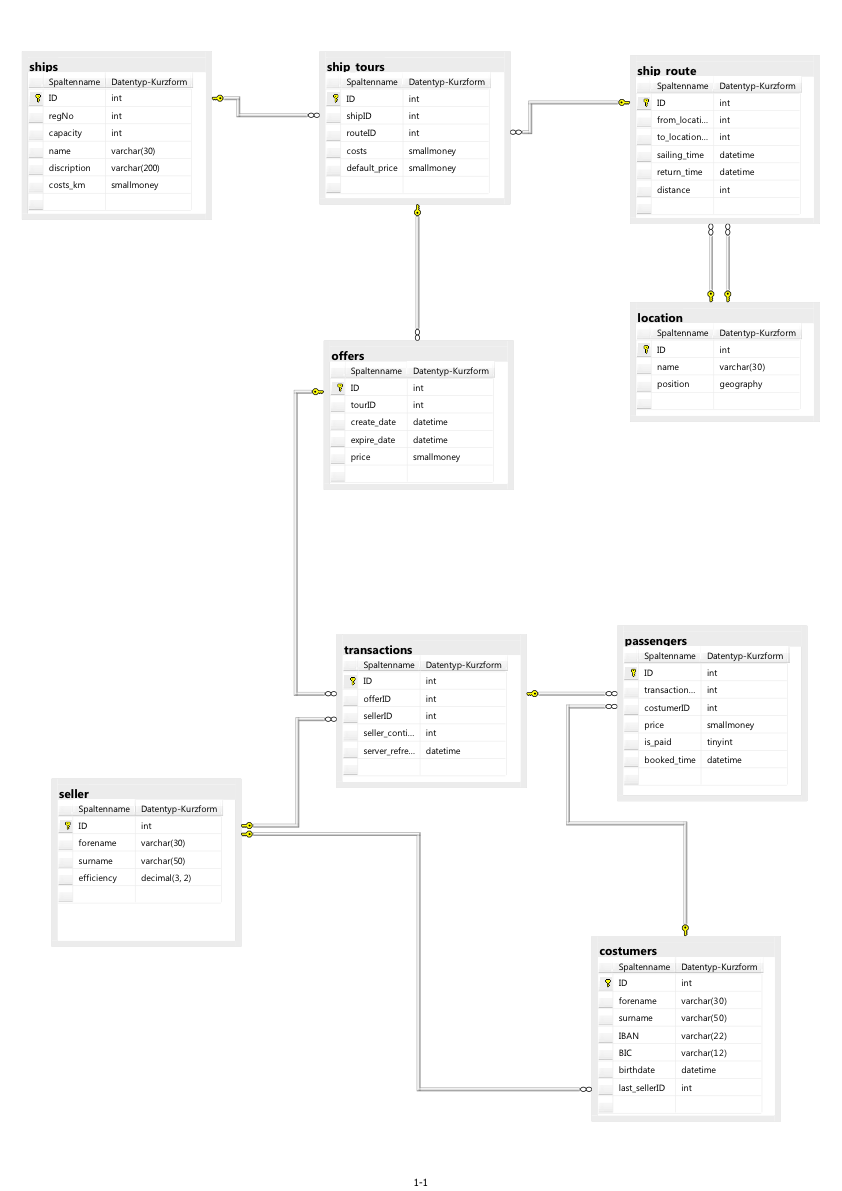 ships
Spaltenname Datentyp-Kurzform
ID int
regNo int
capacity int
name varchar(30)
discription varchar(200)
costs_km smallmoney
ship_tours
Spaltenname Datentyp-Kurzform
ID int
shipID int
routeID int
costs smallmoney
default_price smallmoney
ship_route
Spaltenname Datentyp-Kurzform
ID int
from_locati... int
to_location... int
sailing_time datetime
return_time datetime
distance int
location
Spaltenname Datentyp-Kurzform
ID int
name varchar(30)
position geography
offers
Spaltenname Datentyp-Kurzform
ID int
tourID int
create_date datetime
expire_date datetime
price smallmoney
transactions
Spaltenname Datentyp-Kurzform
ID int
offerID int
sellerID int
seller_conti... int
server_refre... datetime
passengers
Spaltenname Datentyp-Kurzform
ID int
transaction... int
costumerID int
price smallmoney
is_paid tinyint
booked_time datetime
seller
Spaltenname Datentyp-Kurzform
ID int
forename varchar(30)
surname varchar(50)
efficiency decimal(3, 2)
costumers
Spaltenname Datentyp-Kurzform
ID int
forename varchar(30)
surname varchar(50)
IBAN varchar(22)
BIC varchar(12)
birthdate datetime
last_sellerID int
1-1